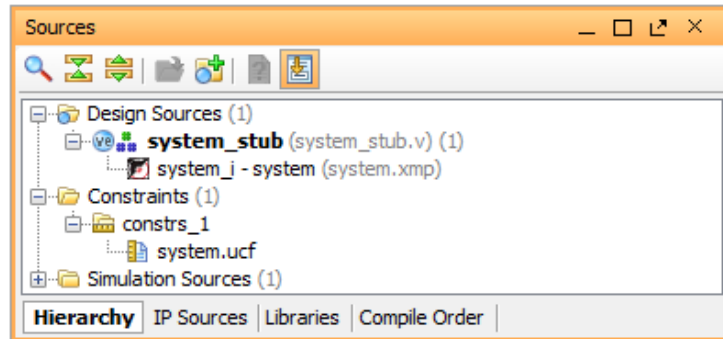 Sources
Design Sources (1)
ve system_stub (system_stub.v) (1)
system_i - system (system.xmp)
Constraints (1)
constrs_1
system.ucf
Simulation Sources (1)
Hierarchy IP Sources Libraries Compile Order